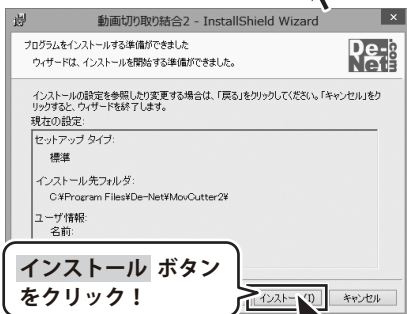 動画切り取り結合2 - InstallShield Wizard
プログラムをインストールする準備ができました
ウィザードは、インストールを開始する準備ができました。
De-Net.com
インストールの設定を参照したり変更する場合は、「戻る」をクリックしてください。「キャンセル」をク
リックすると、ウィザードを終了します。
現在の設定:
セットアップ タイプ:
標準
インストール先フォルダ:
C:¥Program Files¥De-Net¥MovCutter2¥
ユーザ情報:
名前:
インストール ボタン
をクリック！
キャンセル